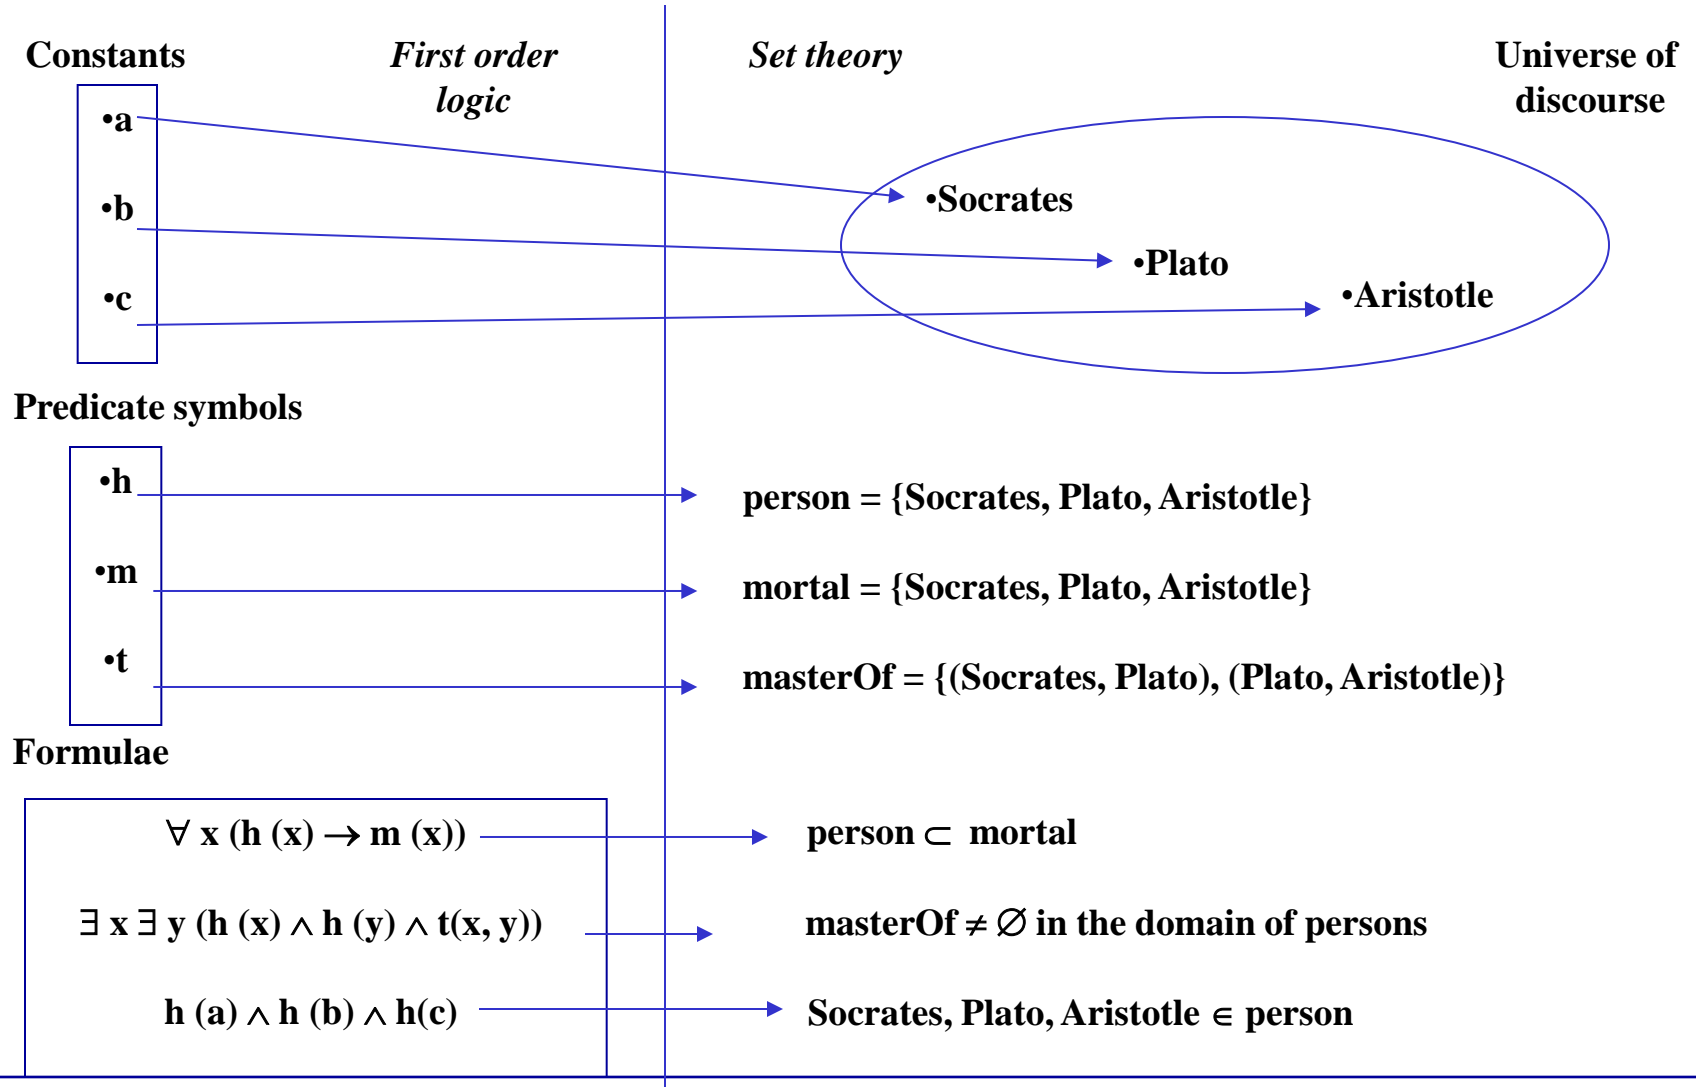 Constants
First order
logic
Set theory
Universe of
discourse
•a
•b
•c
•Socrates
•Plato
•Aristotle
Predicate symbols
•h
person = {Socrates, Plato, Aristotle}
•m
mortal = {Socrates, Plato, Aristotle}
•t
masterOf = {(Socrates, Plato), (Plato, Aristotle)}
Formulae
∀ x (h (x) → m (x))
person ⊂ mortal
∃ x ∃ y (h (x) ∧ h (y) ∧ t(x, y))
masterOf ≠ ∅ in the domain of persons
h (a) ∧ h (b) ∧ h(c)
Socrates, Plato, Aristotle ∈ person